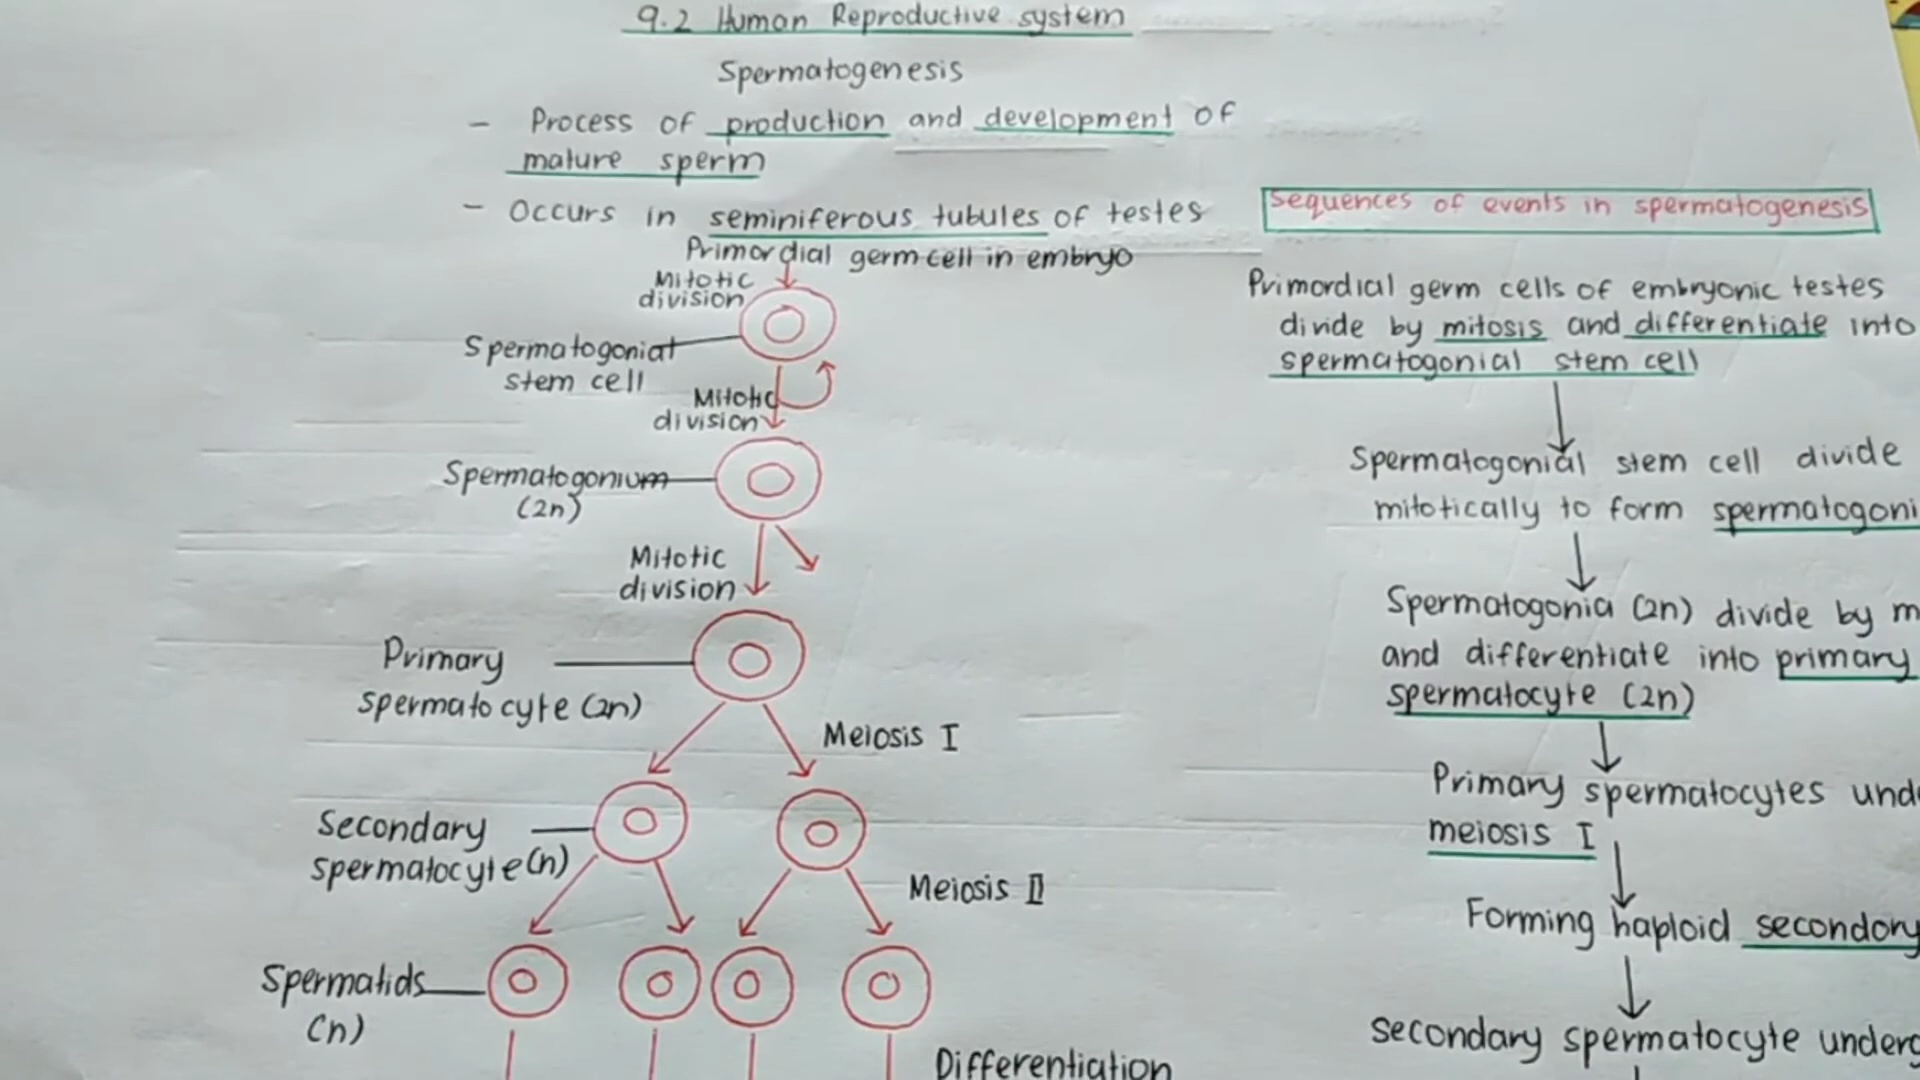 9.2 Human Reproductive system
Spermatogenesis
- Process of production and development of
mature sperm
- Occurs in seminiferous tubules of testes
Primordial germ cell in embryo
Mitotic
division
Spermatogonial
stem cell
Mitotic
division
Spermatogonium
(2n)
Mitotic
division
Primary
spermatocyte (2n)
Meiosis I
Secondary
spermatocyte (n)
Meiosis II
Spermatids
(n)
Differentiation
Sequences of events in spermatogenesis
Primordial germ cells of embryonic testes
divide by mitosis and differentiate into
spermatogonial stem cell
Spermatogonial stem cell divide
mitotically to form spermatogoni
Spermatogonia (2n) divide by m
and differentiate into primary
spermatocyte (2n)
Primary spermatocytes und
meiosis I
Forming haploid secondary
secondary spermatocyte underg